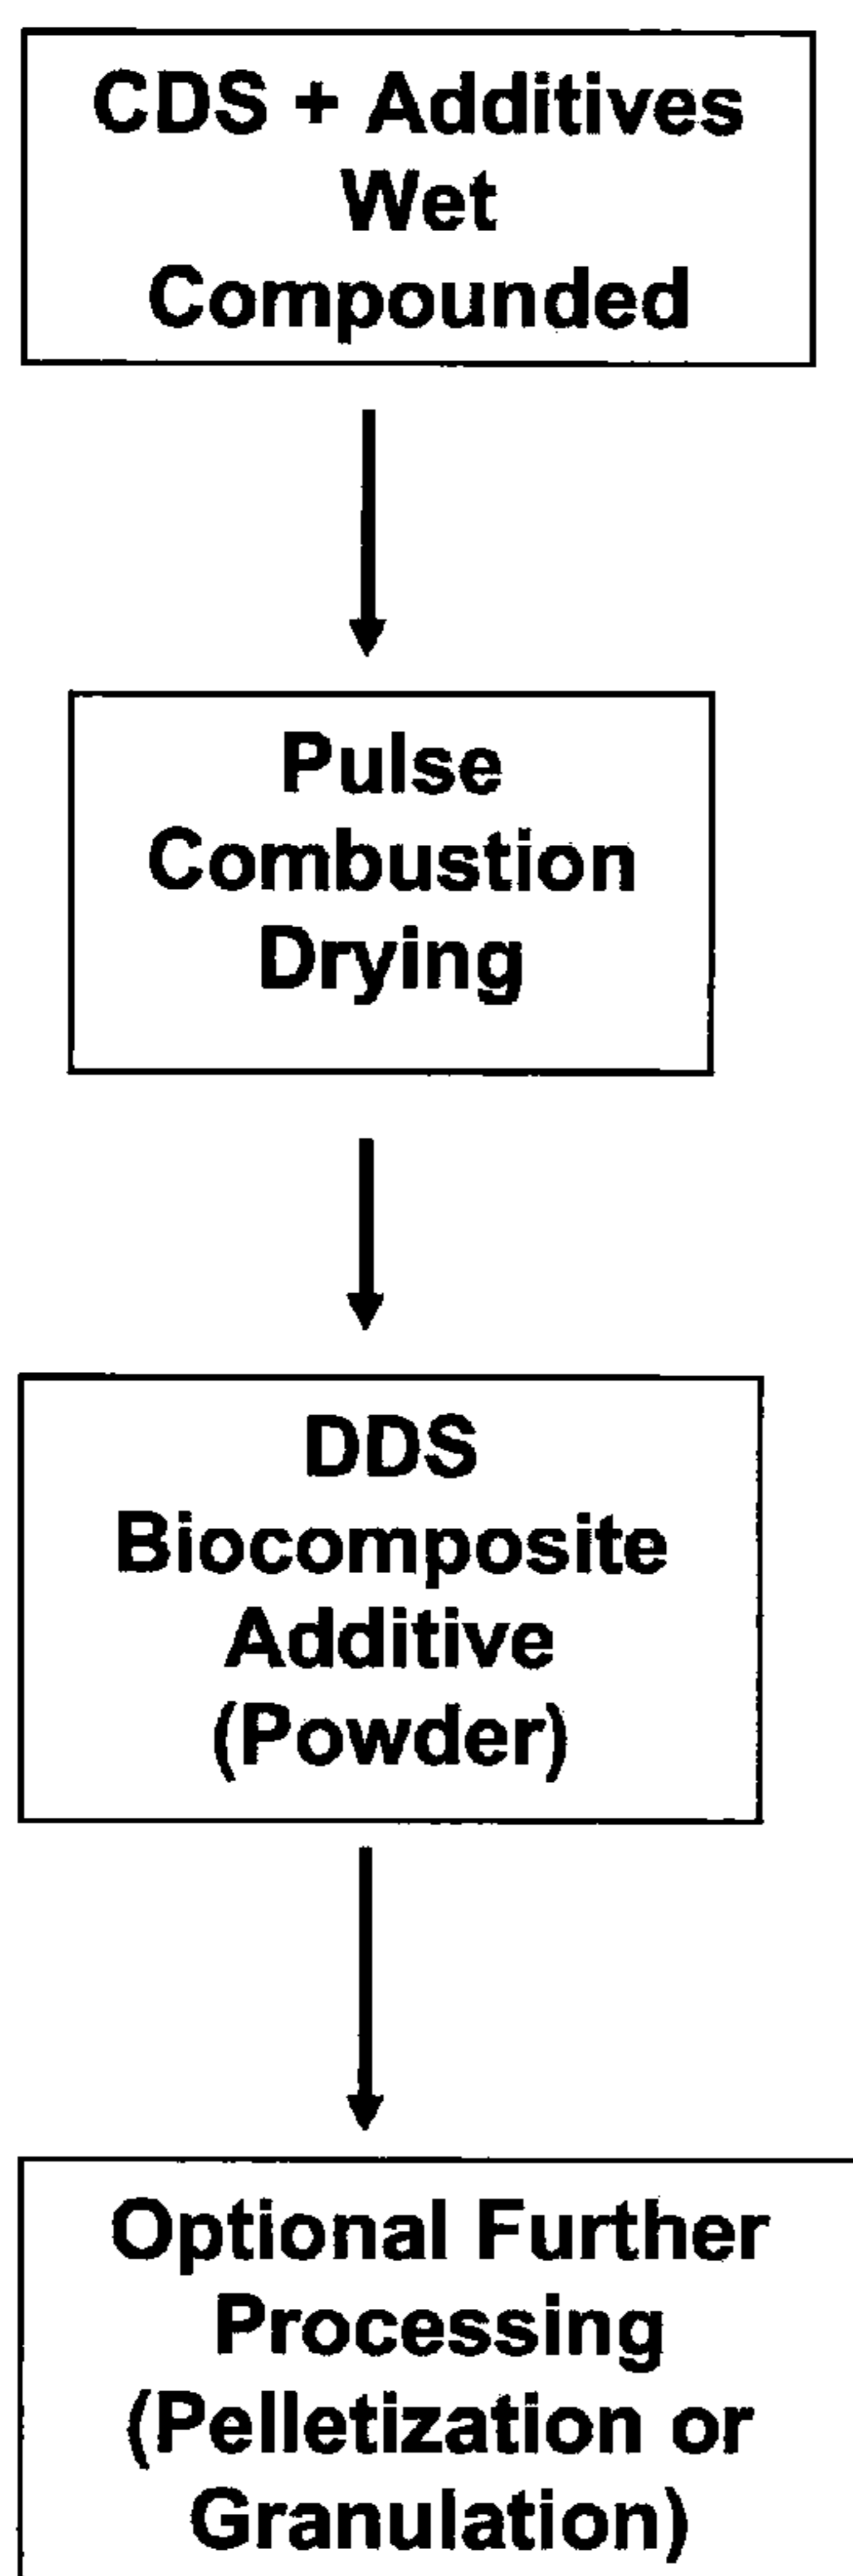 CDS + Additives
Wet
Compounded
Pulse
Combustion
Drying
DDS
Biocomposite
Additive
(Powder)
Optional Further
Processing
(Pelletization or
Granulation)